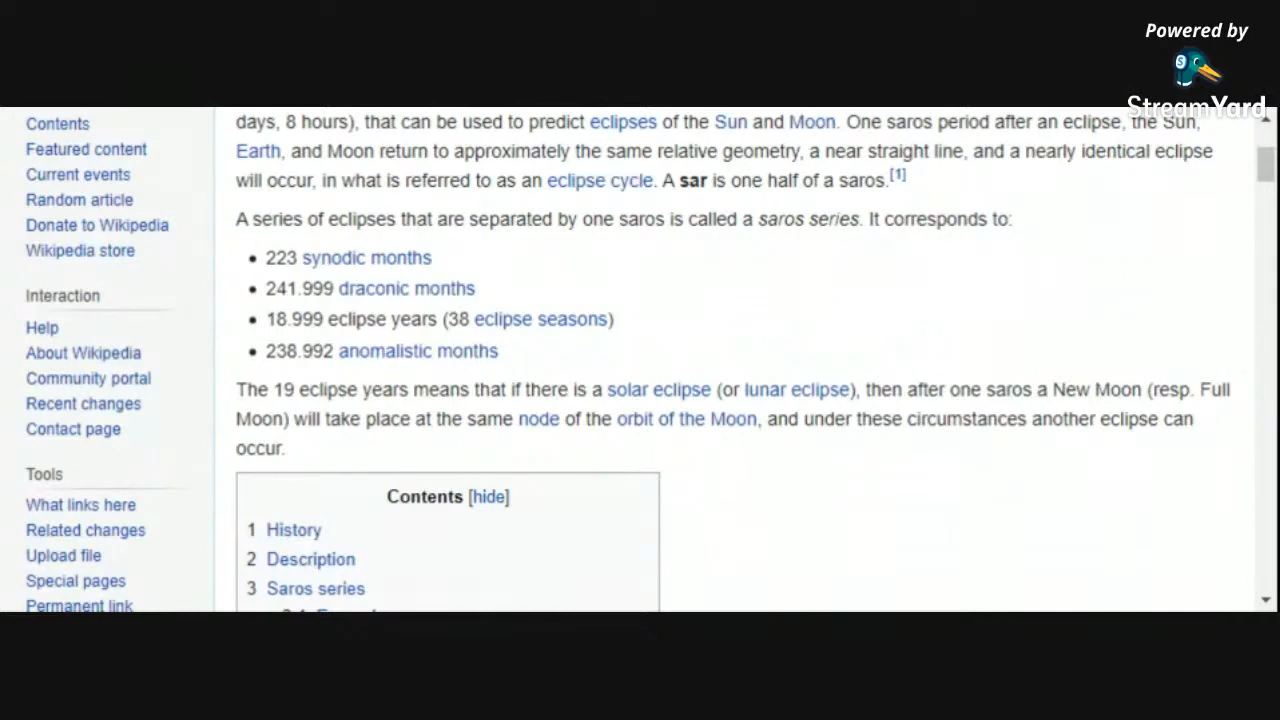 Powered by
StreamYard
Contents
Featured content
Current events
Random article
Donate to Wikipedia
Wikipedia store
Interaction
Help
About Wikipedia
Community portal
Recent changes
Contact page
Tools
What links here
Related changes
Upload file
Special pages
Permanent link
days, 8 hours), that can be used to predict eclipses of the Sun and Moon. One saros period after an eclipse, the Sun,
Earth, and Moon return to approximately the same relative geometry, a near straight line, and a nearly identical eclipse
will occur, in what is referred to as an eclipse cycle. A sar is one half of a saros.[1]
A series of eclipses that are separated by one saros is called a saros series. It corresponds to:
• 223 synodic months
• 241.999 draconic months
• 18.999 eclipse years (38 eclipse seasons)
• 238.992 anomalistic months
The 19 eclipse years means that if there is a solar eclipse (or lunar eclipse), then after one saros a New Moon (resp. Full
Moon) will take place at the same node of the orbit of the Moon, and under these circumstances another eclipse can
occur.
Contents [hide]
1 History
2 Description
3 Saros series